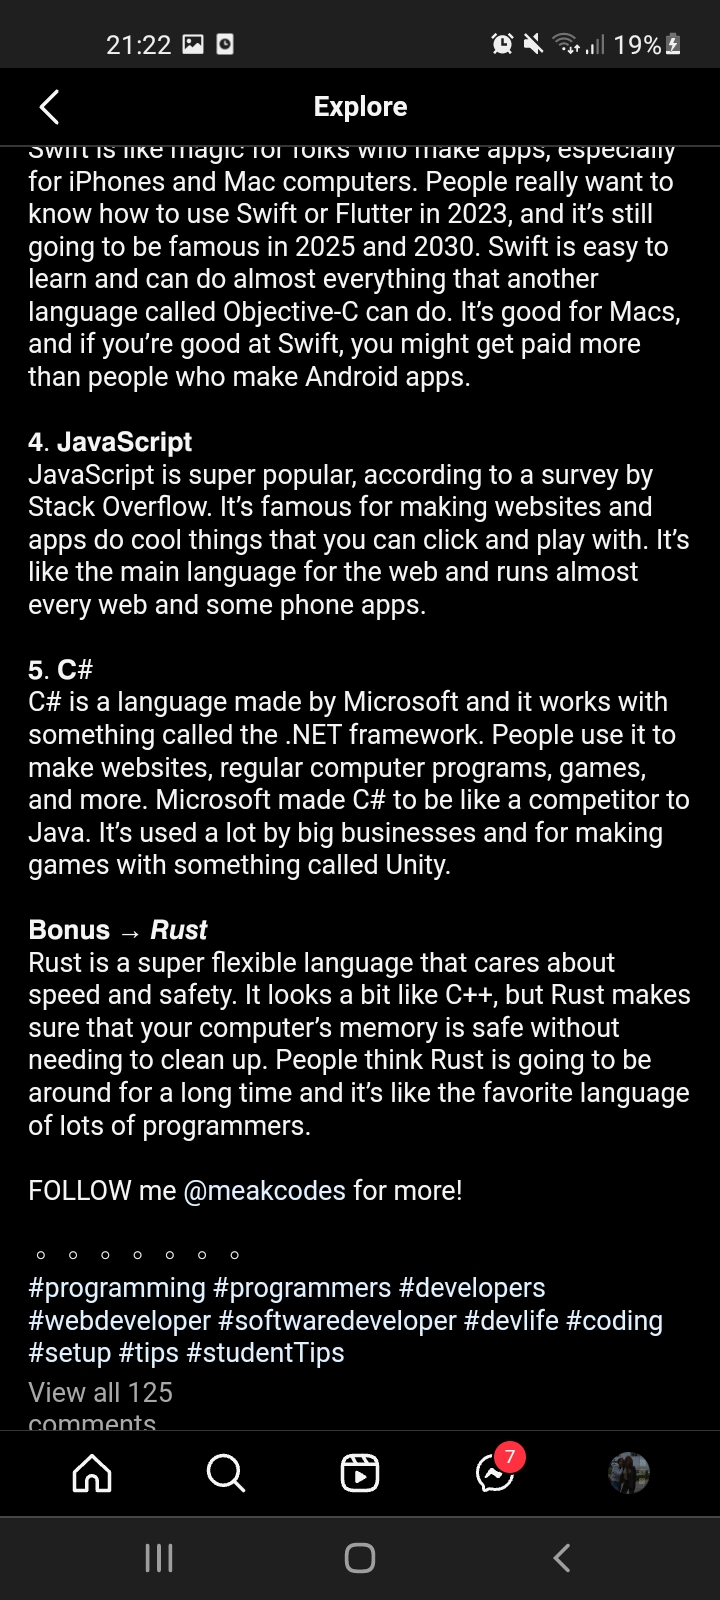 21:22
19%
Explore
Swift is like magic for folks who make apps, especially
for iPhones and Mac computers. People really want to
know how to use Swift or Flutter in 2023, and it’s still
going to be famous in 2025 and 2030. Swift is easy to
learn and can do almost everything that another
language called Objective-C can do. It’s good for Macs,
and if you’re good at Swift, you might get paid more
than people who make Android apps.
4. JavaScript
JavaScript is super popular, according to a survey by
Stack Overflow. It’s famous for making websites and
apps do cool things that you can click and play with. It’s
like the main language for the web and runs almost
every web and some phone apps.
5. C#
C# is a language made by Microsoft and it works with
something called the .NET framework. People use it to
make websites, regular computer programs, games,
and more. Microsoft made C# to be like a competitor to
Java. It’s used a lot by big businesses and for making
games with something called Unity.
Bonus → Rust
Rust is a super flexible language that cares about
speed and safety. It looks a bit like C++, but Rust makes
sure that your computer’s memory is safe without
needing to clean up. People think Rust is going to be
around for a long time and it’s like the favorite language
of lots of programmers.
FOLLOW me @meakcodes for more!
#programming #programmers #developers
#webdeveloper #softwaredeveloper #devlife #coding
#setup #tips #studentTips
View all 125
comments
7